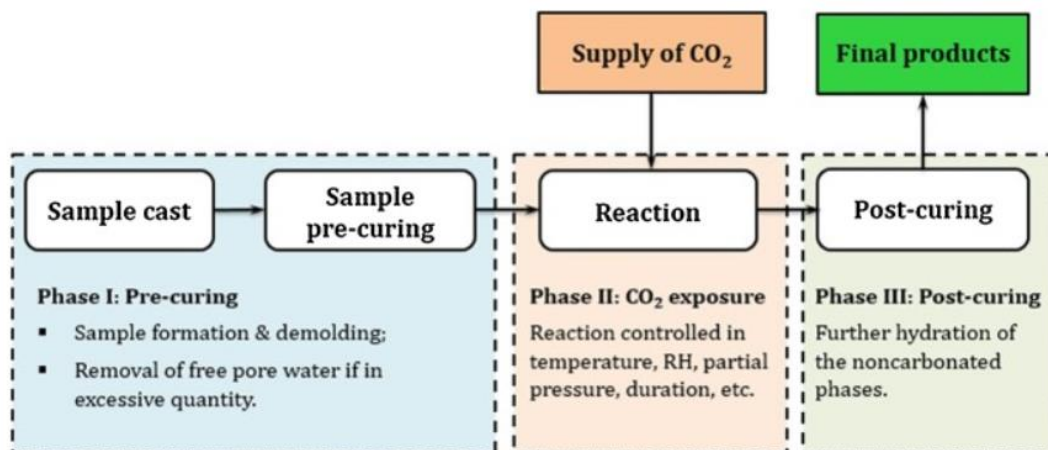 Supply of CO₂
Final products
Sample cast
Sample
pre-curing
Reaction
Post-curing
Phase I: Pre-curing
▪ Sample formation & demolding;
▪ Removal of free pore water if in
excessive quantity.
Phase II: CO₂ exposure
Reaction controlled in
temperature, RH, partial
pressure, duration, etc.
Phase III: Post-curing
Further hydration of
the noncarbonated
phases.